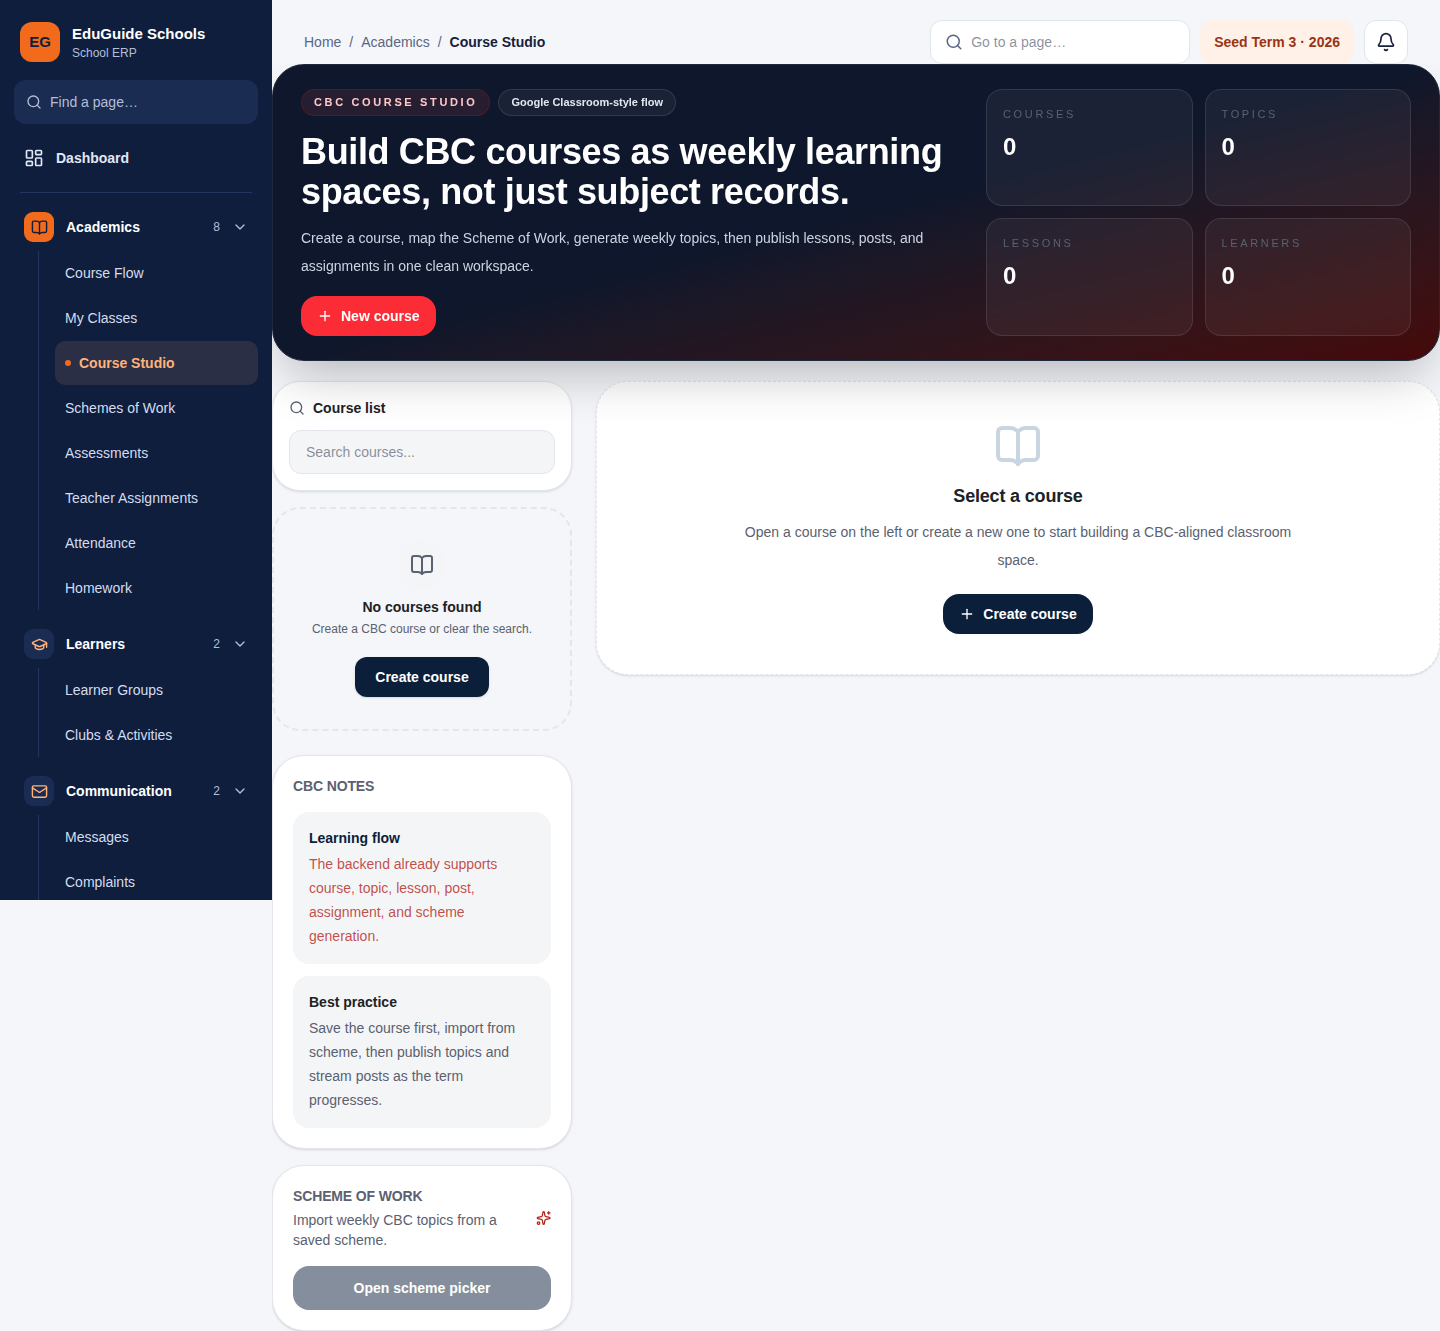 EG
EduGuide Schools
School ERP
Find a page…
Dashboard
Academics 8
Course Flow
My Classes
Course Studio
Schemes of Work
Assessments
Teacher Assignments
Attendance
Homework
Learners 2
Learner Groups
Clubs & Activities
Communication 2
Messages
Complaints
Home / Academics / Course Studio
Go to a page…
Seed Term 3 · 2026
CBC COURSE STUDIO
Google Classroom-style flow
Build CBC courses as weekly learning
spaces, not just subject records.
Create a course, map the Scheme of Work, generate weekly topics, then publish lessons, posts, and
assignments in one clean workspace.
New course
COURSES
0
TOPICS
0
LESSONS
0
LEARNERS
0
Course list
Search courses...
No courses found
Create a CBC course or clear the search.
Create course
CBC NOTES
Learning flow
The backend already supports
course, topic, lesson, post,
assignment, and scheme
generation.
Best practice
Save the course first, import from
scheme, then publish topics and
stream posts as the term
progresses.
SCHEME OF WORK
Import weekly CBC topics from a
saved scheme.
Open scheme picker
Select a course
Open a course on the left or create a new one to start building a CBC-aligned classroom
space.
Create course